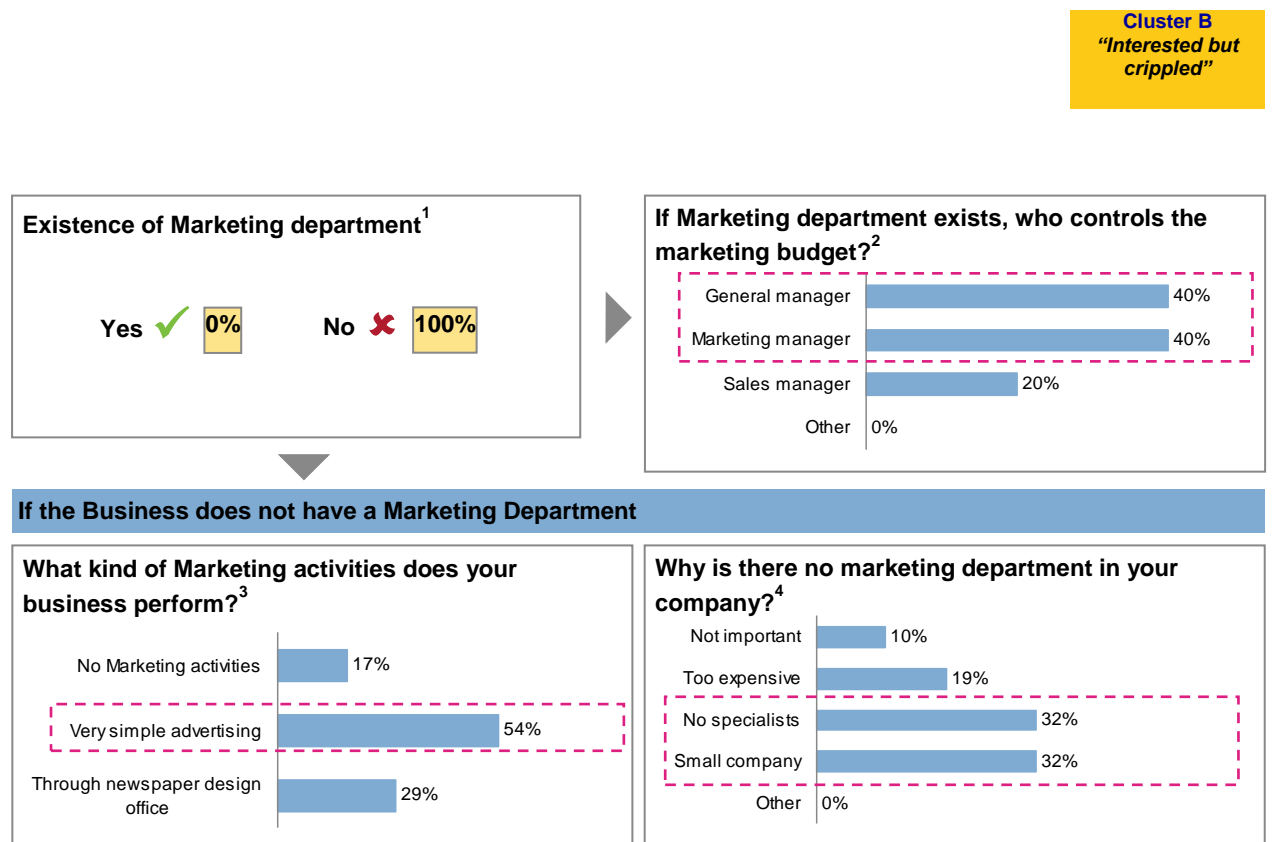 Cluster B
“Interested but
crippled”
Existence of Marketing department1
Yes 0% No 100%
If Marketing department exists, who controls the
marketing budget?2
General manager 40%
Marketing manager 40%
Sales manager 20%
Other 0%
If the Business does not have a Marketing Department
What kind of Marketing activities does your
business perform?3
No Marketing activities 17%
Very simple advertising 54%
Through newspaper design
office
29%
Why is there no marketing department in your
company?4
Not important 10%
Too expensive 19%
No specialists 32%
Small company 32%
Other 0%